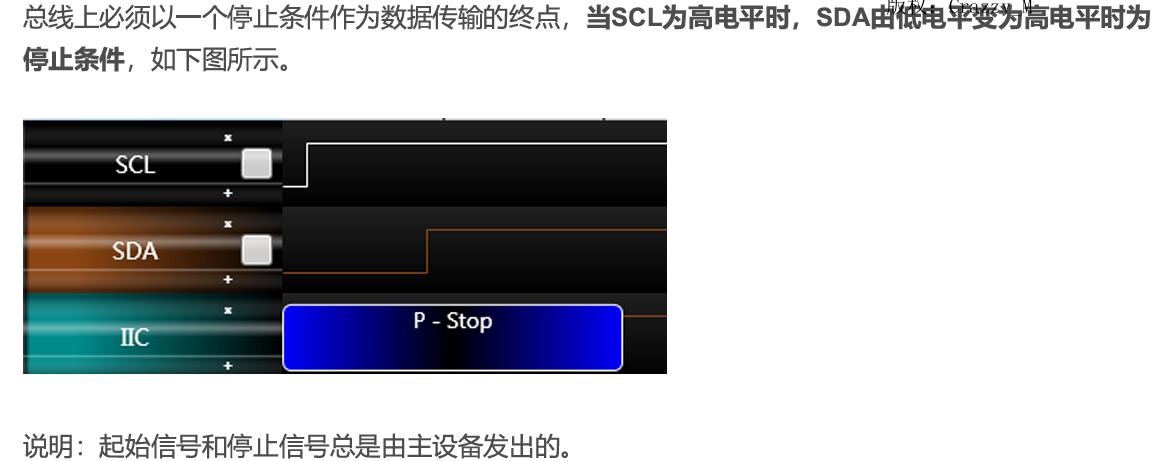 总线上必须以一个停止条件作为数据传输的终点，当SCL为高电平时，SDA由低电平变为高电平时为
版权: Crazzy_M
停止条件，如下图所示。
SCL
SDA
IIC
P - Stop
说明：起始信号和停止信号总是由主设备发出的。